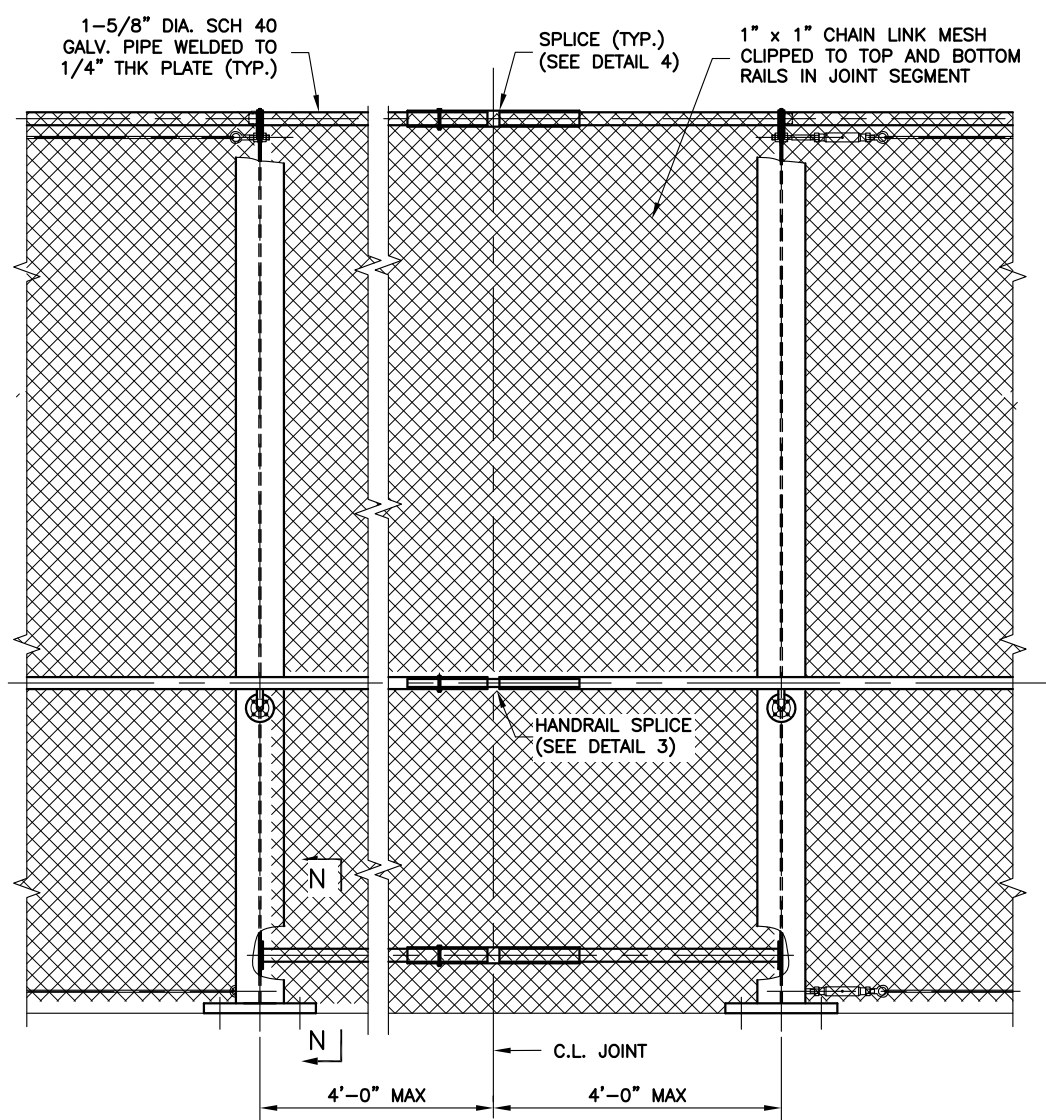 1-5/8" DIA. SCH 40
GALV. PIPE WELDED TO
1/4" THK PLATE (TYP.)
SPLICE (TYP.)
(SEE DETAIL 4)
1" x 1" CHAIN LINK MESH
CLIPPED TO TOP AND BOTTOM
RAILS IN JOINT SEGMENT
HANDRAIL SPLICE
(SEE DETAIL 3)
N
N
C.L. JOINT
4'-0" MAX
4'-0" MAX